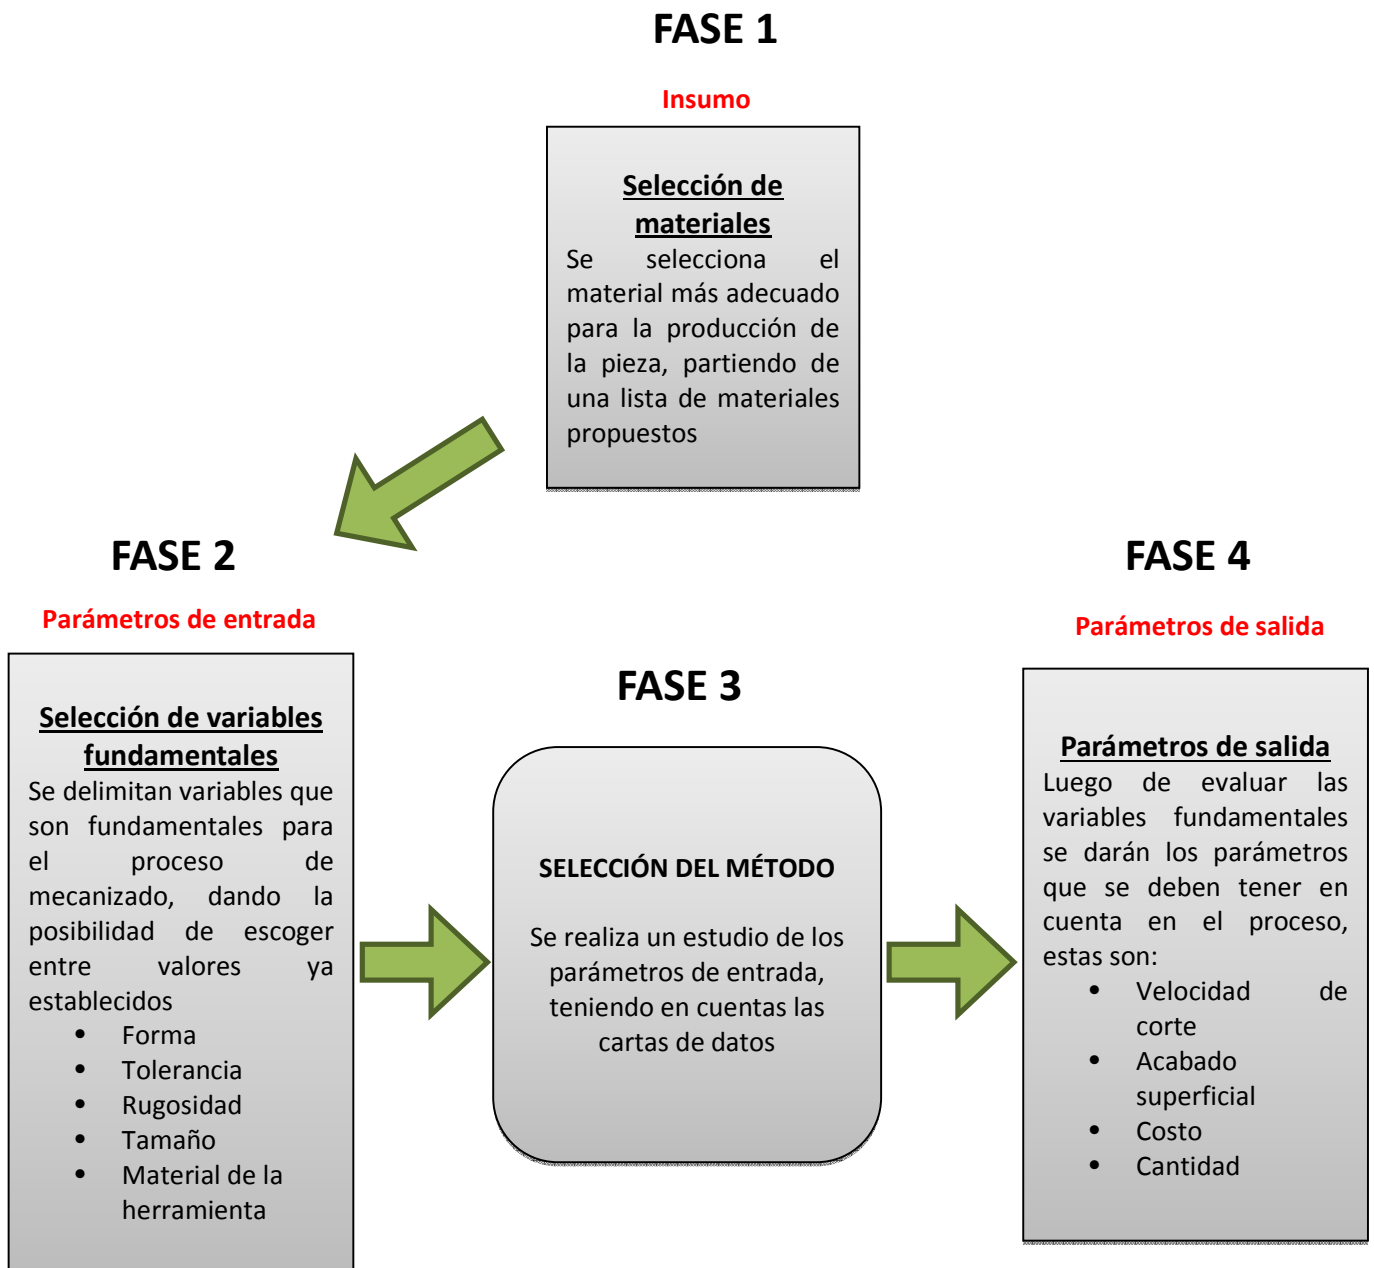 FASE 1
Insumo
Selección de
materiales
Se selecciona el
material más adecuado
para la producción de
la pieza, partiendo de
una lista de materiales
propuestos
FASE 2
Parámetros de entrada
Selección de variables
fundamentales
Se delimitan variables que
son fundamentales para
el proceso de
mecanizado, dando la
posibilidad de escoger
entre valores ya
establecidos
• Forma
• Tolerancia
• Rugosidad
• Tamaño
• Material de la
herramienta
FASE 3
SELECCIÓN DEL MÉTODO
Se realiza un estudio de los
parámetros de entrada,
teniendo en cuentas las
cartas de datos
FASE 4
Parámetros de salida
Parámetros de salida
Luego de evaluar las
variables fundamentales
se darán los parámetros
que se deben tener en
cuenta en el proceso,
estas son:
• Velocidad de
corte
• Acabado
superficial
• Costo
• Cantidad